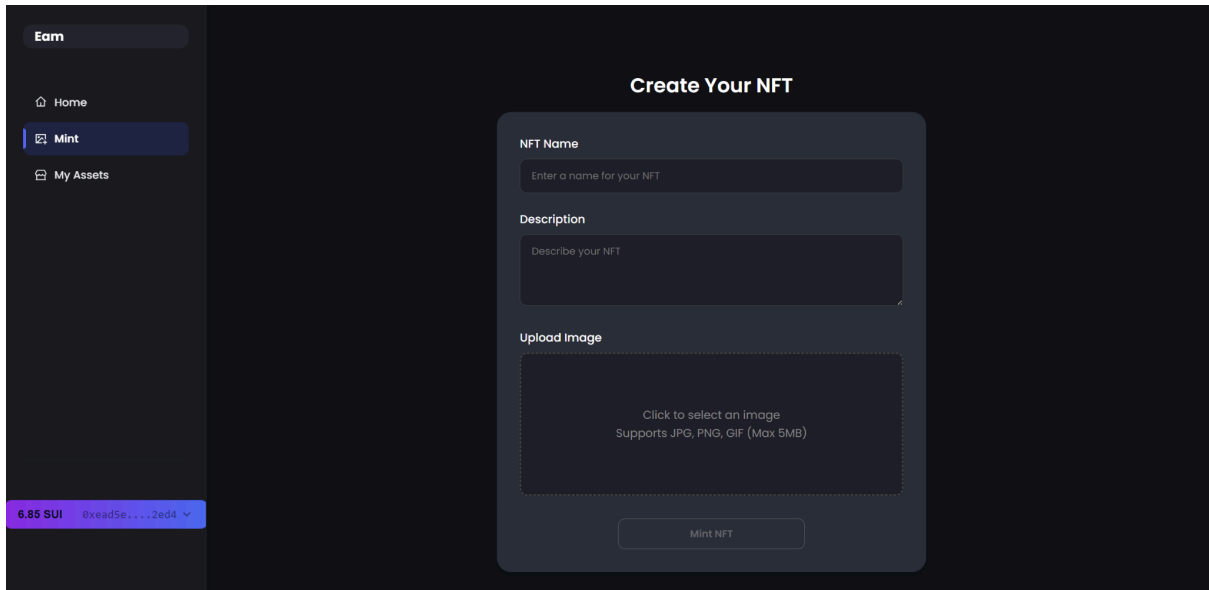 Eam
Home
Mint
My Assets
6.85 SUI 0xead5e....2ed4
Create Your NFT
NFT Name
Enter a name for your NFT
Description
Describe your NFT
Upload Image
Click to select an image
Supports JPG, PNG, GIF (Max 5MB)
Mint NFT